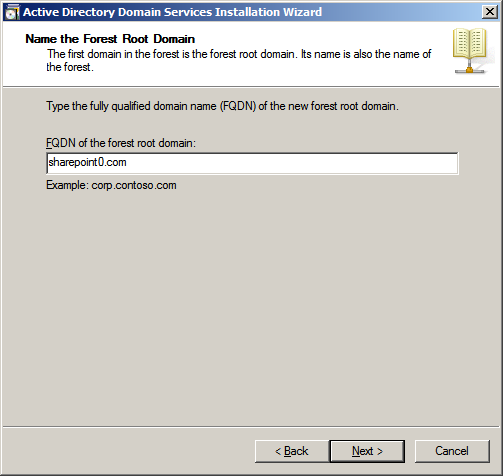 Active Directory Domain Services Installation Wizard
Name the Forest Root Domain
The first domain in the forest is the forest root domain. Its name is also the name of
the forest.
Type the fully qualified domain name (FQDN) of the new forest root domain.
FQDN of the forest root domain:
sharepoint0.com
Example: corp.contoso.com
< Back
Next >
Cancel